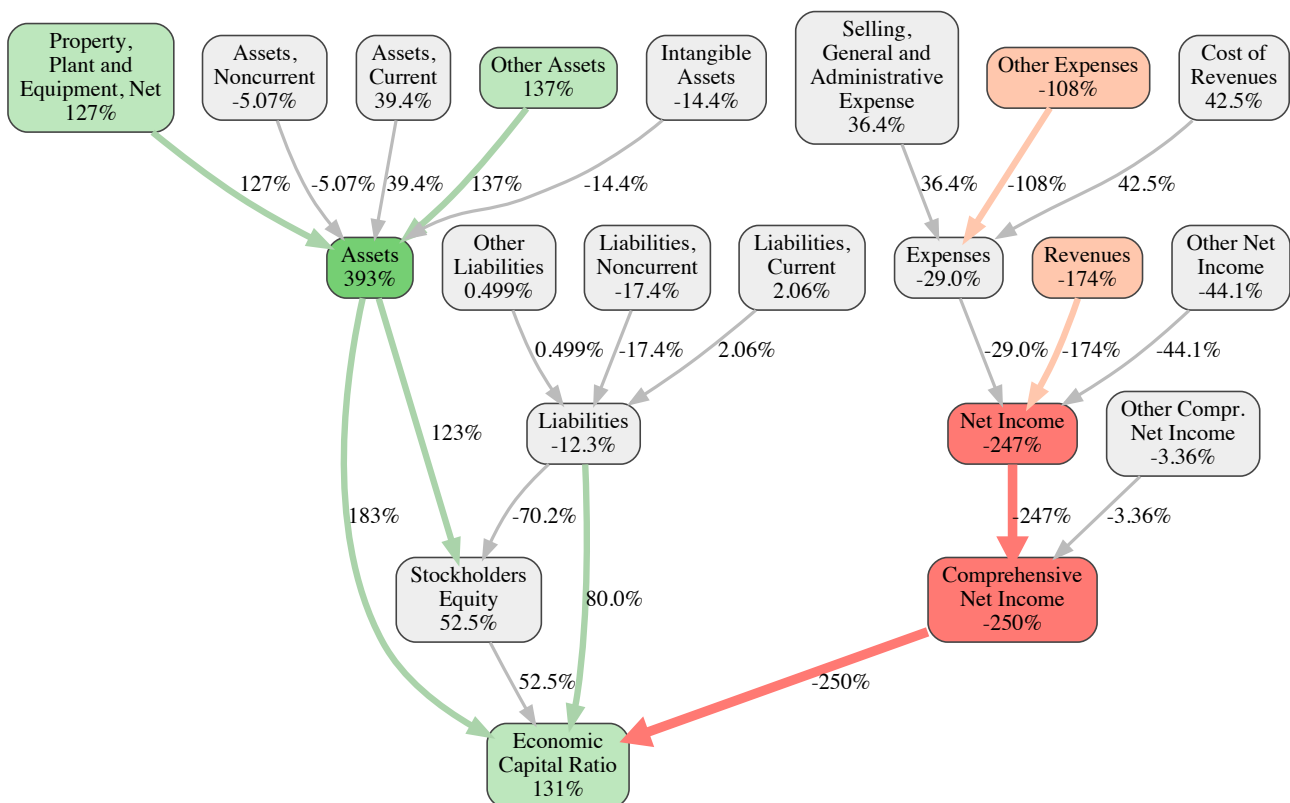 Property,
Plant and
Equipment, Net
127%
Assets,
Noncurrent
-5.07%
Assets,
Current
39.4%
Other Assets
137%
Intangible
Assets
-14.4%
Selling,
General and
Administrative
Expense
36.4%
Other Expenses
-108%
Cost of
Revenues
42.5%
127%
-5.07%
39.4%
137%
-14.4%
36.4%
-108%
42.5%
Assets
393%
Other
Liabilities
0.499%
Liabilities,
Noncurrent
-17.4%
Liabilities,
Current
2.06%
Expenses
-29.0%
Revenues
-174%
Other Net
Income
-44.1%
0.499%
-17.4%
2.06%
-29.0%
-174%
-44.1%
123%
Liabilities
-12.3%
Net Income
-247%
Other Compr.
Net Income
-3.36%
183%
-70.2%
-247%
-3.36%
Stockholders
Equity
52.5%
80.0%
Comprehensive
Net Income
-250%
52.5%
-250%
Economic
Capital Ratio
131%